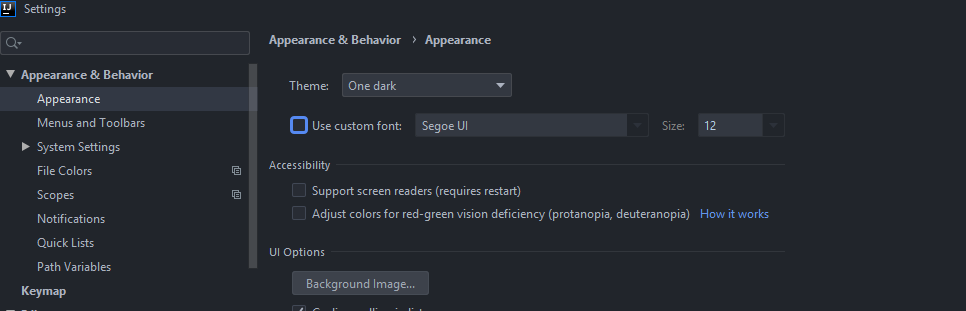 IJ
Settings
Appearance & Behavior
Appearance
Menus and Toolbars
System Settings
File Colors
Scopes
Notifications
Quick Lists
Path Variables
Keymap
Appearance & Behavior › Appearance
Theme: One dark
Use custom font: Segoe UI Size: 12
Accessibility
Support screen readers (requires restart)
Adjust colors for red-green vision deficiency (protanopia, deuteranopia) How it works
UI Options
Background Image...